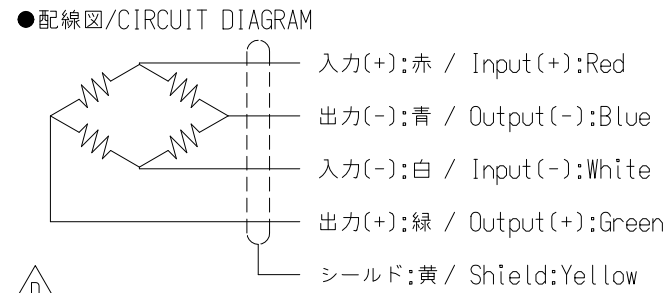 ●配線図/CIRCUIT DIAGRAM
入力(+):赤 / Input(+):Red
出力(-):青 / Output(-):Blue
入力(-):白 / Input(-):White
出力(+):緑 / Output(+):Green
シールド:黄 / Shield:Yellow